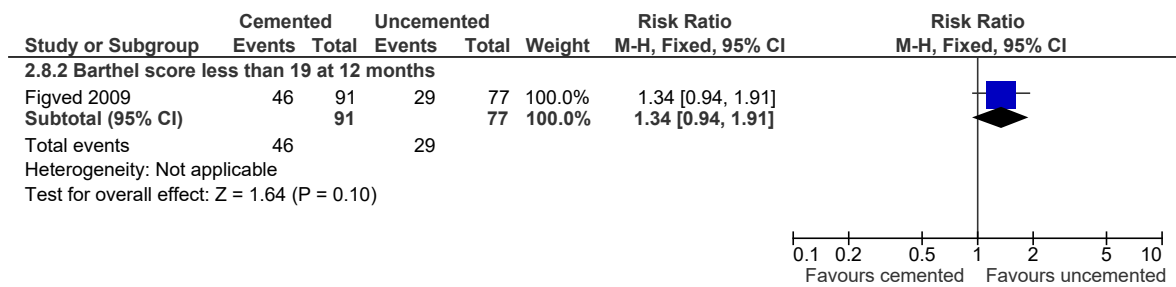 Cemented Uncemented Risk Ratio Risk Ratio
Study or Subgroup Events Total Events Total Weight M-H, Fixed, 95% CI M-H, Fixed, 95% CI
2.8.2 Barthel score less than 19 at 12 months
Figved 2009 46 91 29 77 100.0% 1.34 [0.94, 1.91]
Subtotal (95% CI) 91 77 100.0% 1.34 [0.94, 1.91]
Total events 46 29
Heterogeneity: Not applicable
Test for overall effect: Z = 1.64 (P = 0.10)
0.1 0.2 0.5 1 2 5 10
Favours cemented Favours uncemented